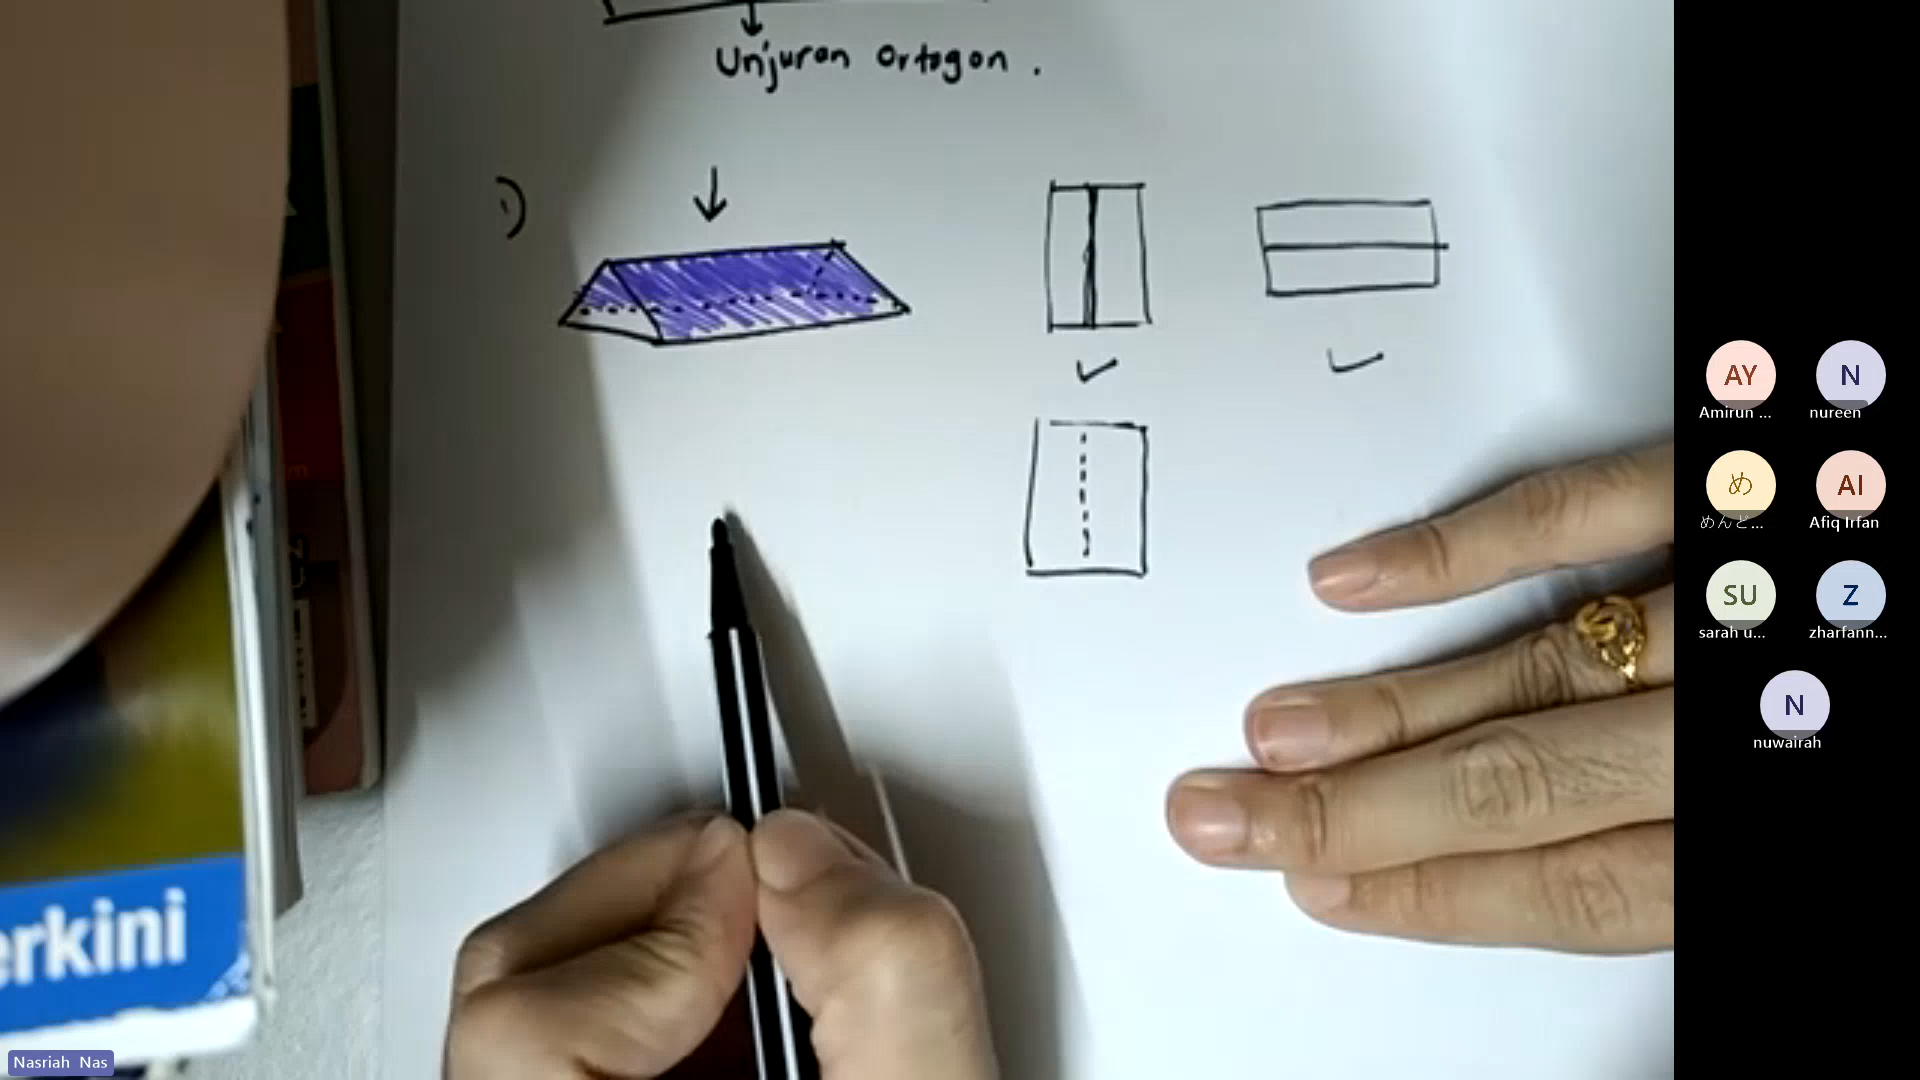 Unjuran Ortogon .
1)
AY
N
Amirun ...
nureen
め
AI
めんど...
Afiq Irfan
SU
Z
sarah u...
zharfann...
N
nuwairah
erkini
Nasriah Nas